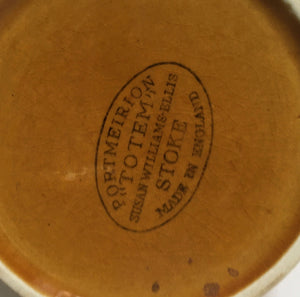 PORTMEIRION
"TOTEM"
SUSAN WILLIAMS-ELLIS
STOKE
MADE IN ENGLAND